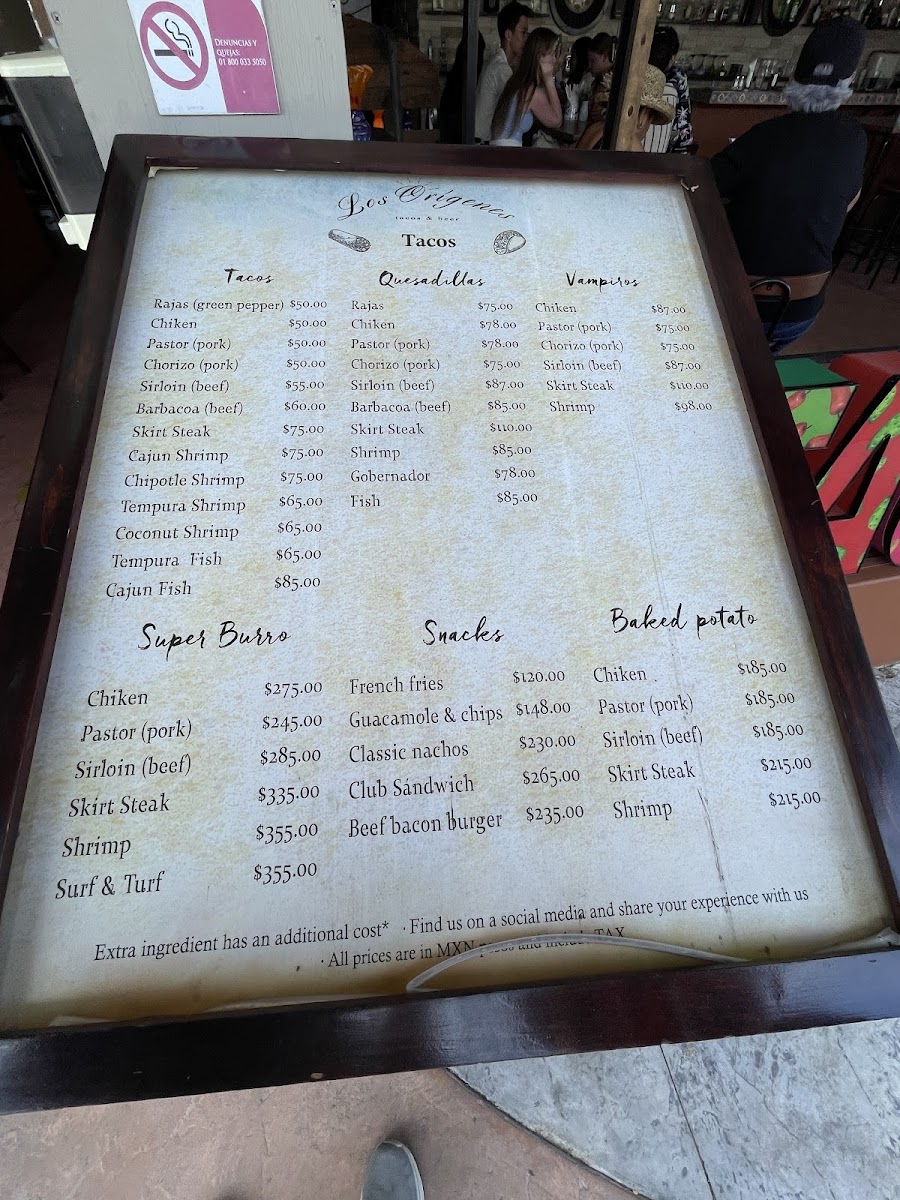 DENUNCIAS Y
QUEJAS:
01 800 033 5050
Los Orígenes
tacos & beer
Tacos
Tacos
Rajas (green pepper) $50.00
Chiken $50.00
Pastor (pork) $50.00
Chorizo (pork) $50.00
Sirloin (beef) $55.00
Barbacoa (beef) $60.00
Skirt Steak $75.00
Cajun Shrimp $75.00
Chipotle Shrimp $75.00
Tempura Shrimp $65.00
Coconut Shrimp $65.00
Tempura Fish $65.00
Cajun Fish $85.00
Quesadillas
Rajas $75.00
Chiken $78.00
Pastor (pork) $78.00
Chorizo (pork) $75.00
Sirloin (beef) $87.00
Barbacoa (beef) $85.00
Skirt Steak $110.00
Shrimp $85.00
Gobernador $78.00
Fish $85.00
Vampiros
Chiken $87.00
Pastor (pork) $75.00
Chorizo (pork) $75.00
Sirloin (beef) $87.00
Skirt Steak $110.00
Shrimp $98.00
Super Burro
Chiken $275.00
Pastor (pork) $245.00
Sirloin (beef) $285.00
Skirt Steak $335.00
Shrimp $355.00
Surf & Turf $355.00
Snacks
French fries $120.00
Guacamole & chips $148.00
Classic nachos $230.00
Club Sándwich $265.00
Beef bacon burger $235.00
Baked potato
Chiken $185.00
Pastor (pork) $185.00
Sirloin (beef) $185.00
Skirt Steak $215.00
Shrimp $215.00
Extra ingredient has an additional cost* · Find us on a social media and share your experience with us
· All prices are in MXN pesos and include TAX